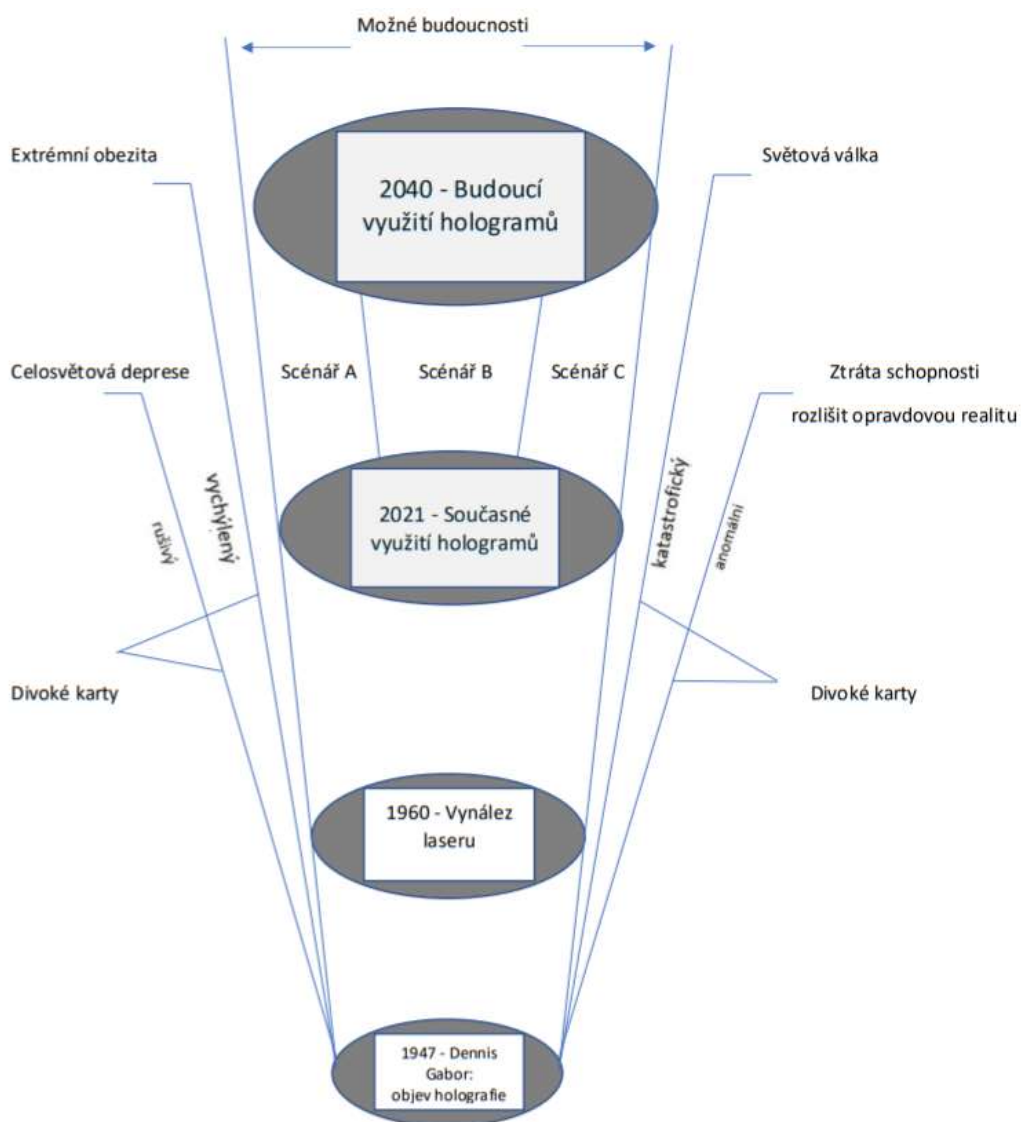 Možné budoucnosti
Extrémní obezita
Světová válka
2040 - Budoucí
využití hologramů
Celosvětová deprese
Scénář A
Scénář B
Scénář C
Ztráta schopnosti
rozlišit opravdovou realitu
vychýlený
rušivý
katastrofický
anomální
2021 - Současné
využití hologramů
Divoké karty
Divoké karty
1960 - Vynález
laseru
1947 - Dennis
Gabor:
objev holografie